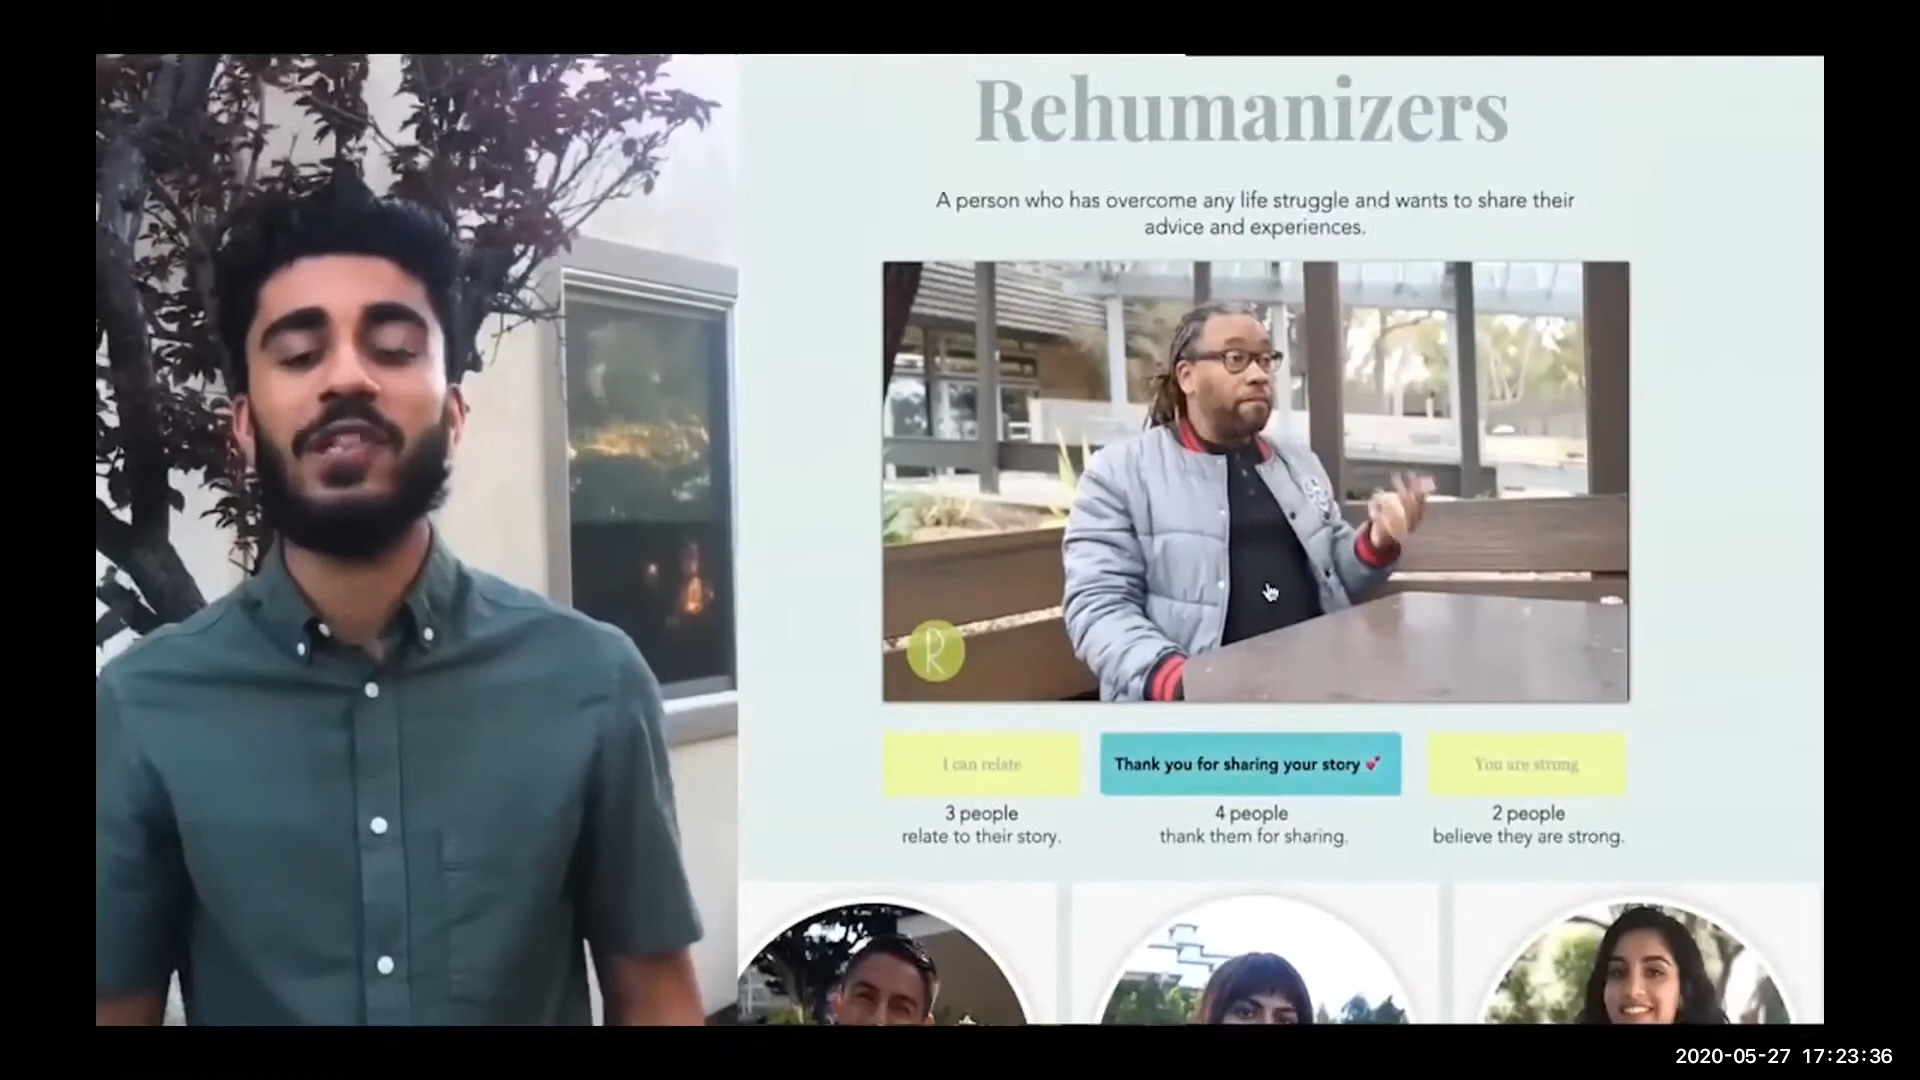 Rehumanizers
A person who has overcome any life struggle and wants to share their
advice and experiences.
R
I can relate
Thank you for sharing your story 💕
You are strong
3 people
relate to their story.
4 people
thank them for sharing.
2 people
believe they are strong.
2020-05-27 17:23:36